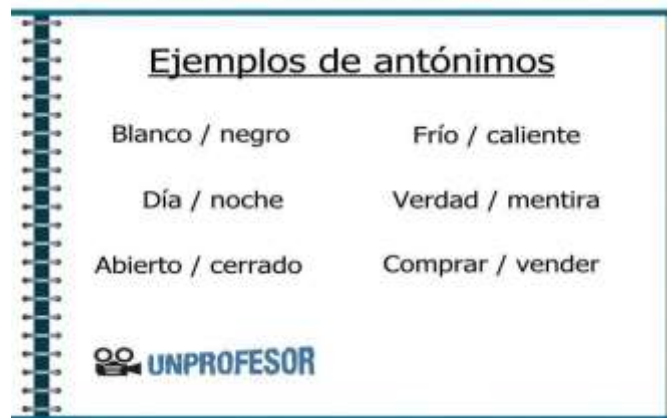 Ejemplos de antónimos
Blanco / negro
Frío / caliente
Día / noche
Verdad / mentira
Abierto / cerrado
Comprar / vender
UNPROFESOR